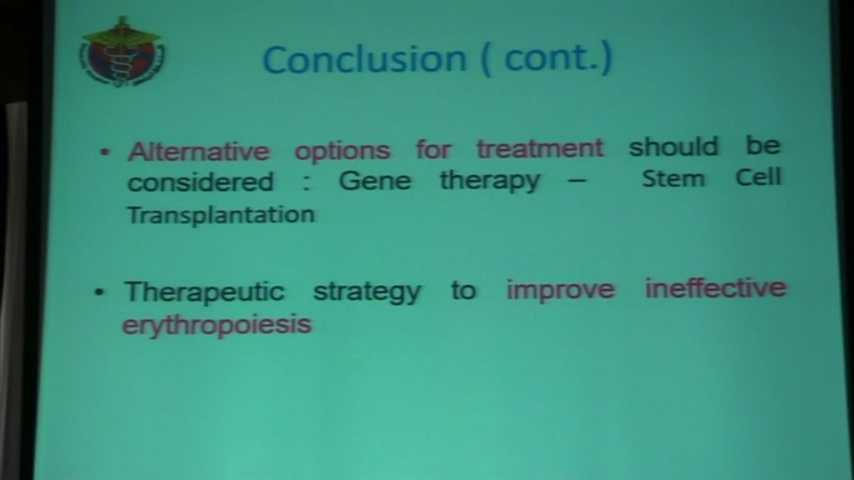 Conclusion ( cont.)
• Alternative options for treatment should be
considered : Gene therapy – Stem Cell
Transplantation
• Therapeutic strategy to improve ineffective
erythropoiesis